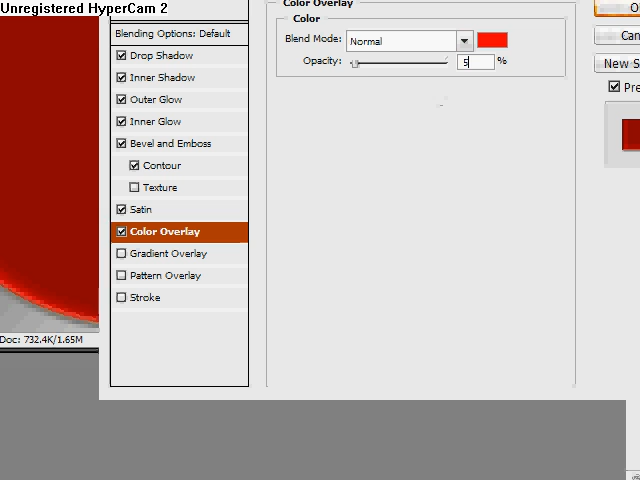 Unregistered HyperCam 2
Color Overlay
Color
Blend Mode: Normal
Opacity: 5 %
Blending Options: Default
Drop Shadow
Inner Shadow
Outer Glow
Inner Glow
Bevel and Emboss
Contour
Texture
Satin
Color Overlay
Gradient Overlay
Pattern Overlay
Stroke
Doc: 732.4K/1.65M
O
Can
New S
Pre